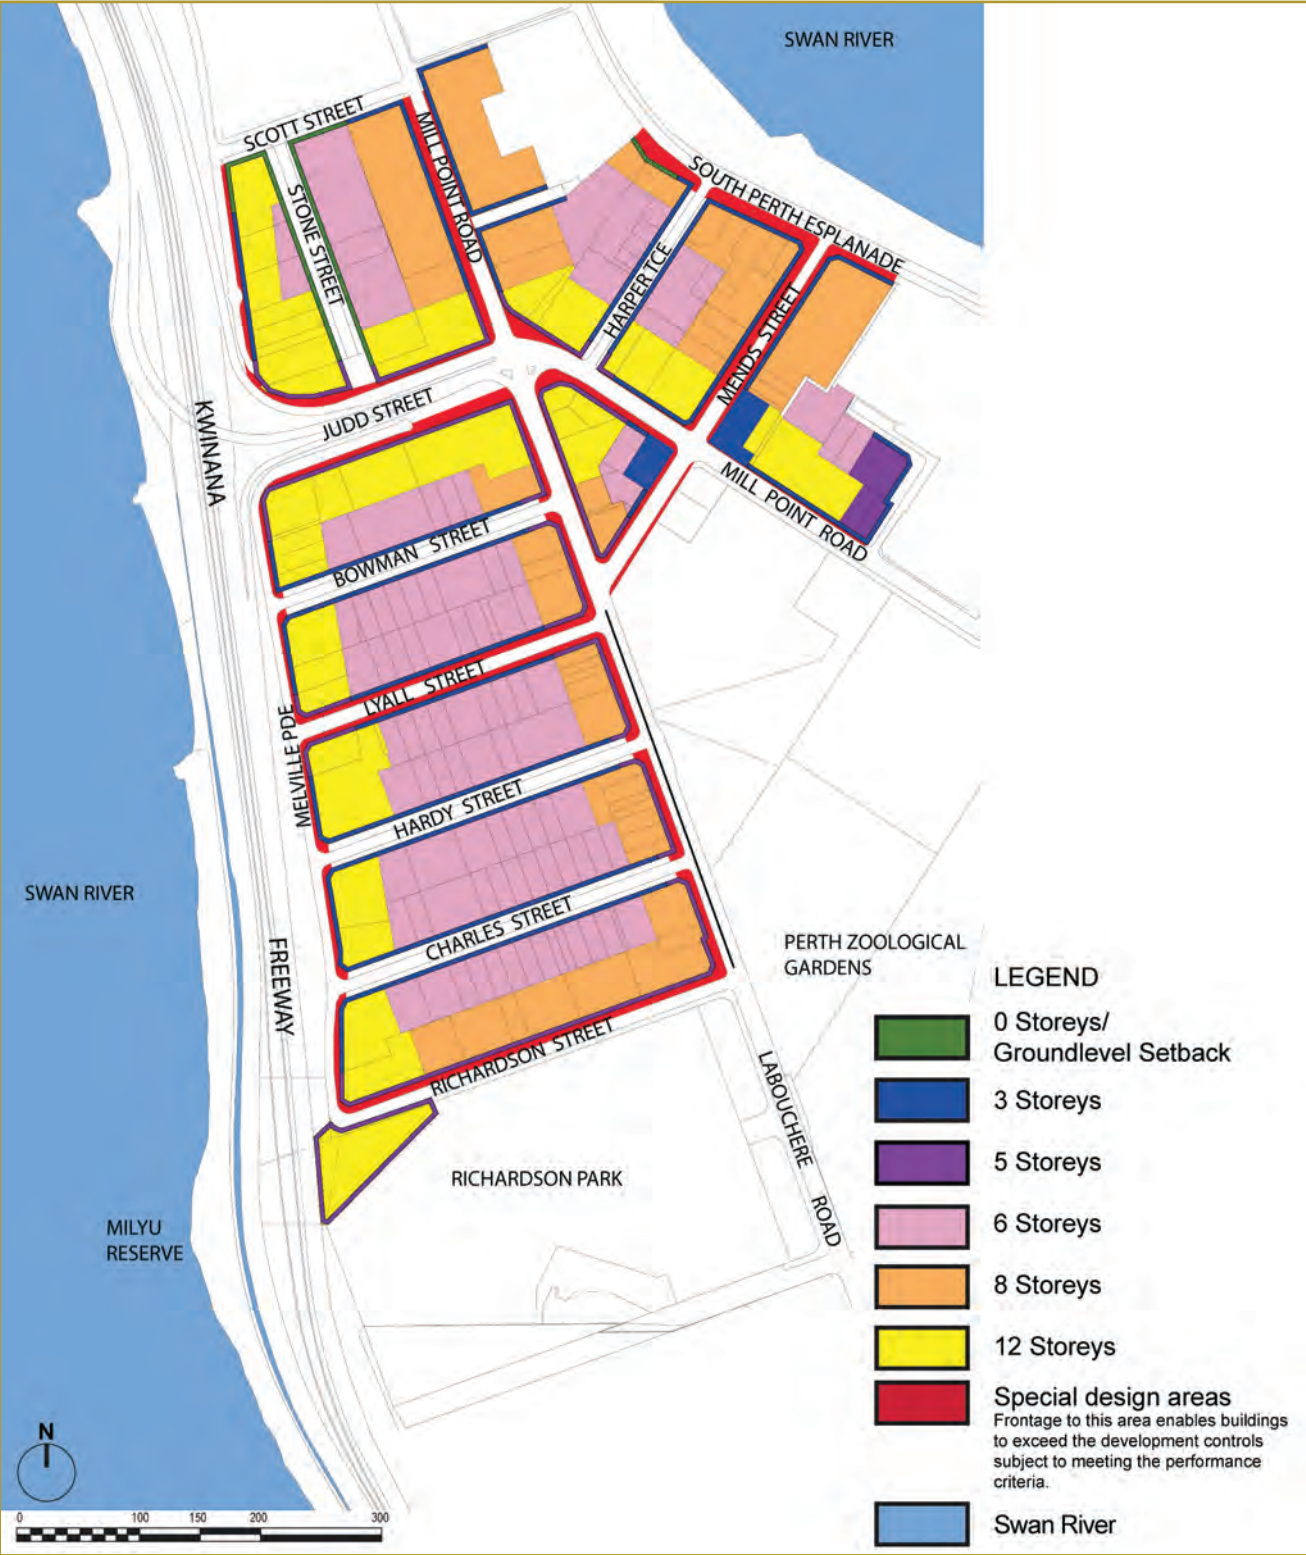 SWAN RIVER
SCOTT STREET
MILL POINT ROAD
STONE STREET
SOUTH PERTH ESPLANADE
HARPER TCE
MENDS STREET
JUDD STREET
KWINANA
MILL POINT ROAD
BOWMAN STREET
LYALL STREET
MELVILLE PDE
HARDY STREET
SWAN RIVER
CHARLES STREET
FREEWAY
PERTH ZOOLOGICAL
GARDENS
RICHARDSON STREET
LABOUCHERE ROAD
RICHARDSON PARK
MILYU
RESERVE
LEGEND
0 Storeys/
Groundlevel Setback
3 Storeys
5 Storeys
6 Storeys
8 Storeys
12 Storeys
Special design areas
Frontage to this area enables buildings
to exceed the development controls
subject to meeting the performance
criteria.
Swan River
N
0 100 150 200 300